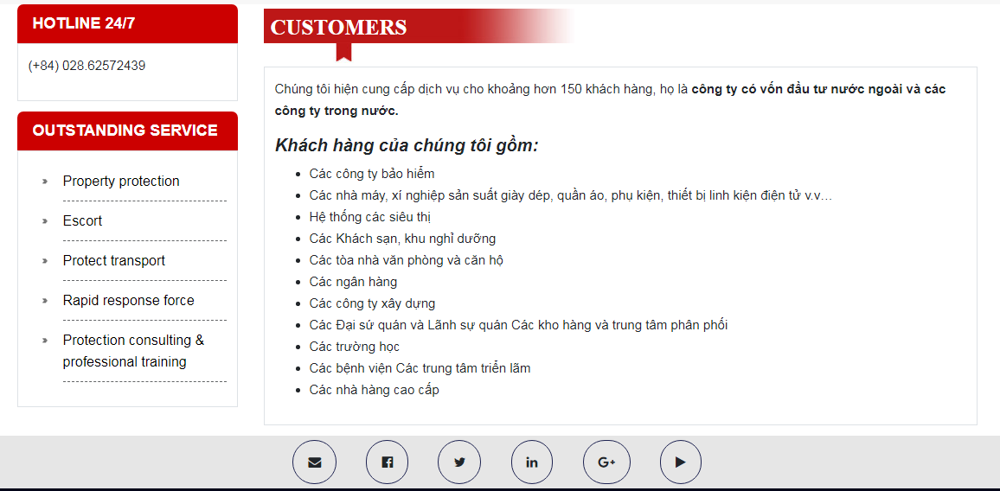 HOTLINE 24/7
(+84) 028.62572439
OUTSTANDING SERVICE
Property protection
Escort
Protect transport
Rapid response force
Protection consulting &
professional training
CUSTOMERS
Chúng tôi hiện cung cấp dịch vụ cho khoảng hơn 150 khách hàng, họ là công ty có vốn đầu tư nước ngoài và các
công ty trong nước.
Khách hàng của chúng tôi gồm:
Các công ty bảo hiểm
Các nhà máy, xí nghiệp sản suất giày dép, quần áo, phụ kiện, thiết bị linh kiện điện tử v.v…
Hệ thống các siêu thị
Các Khách sạn, khu nghỉ dưỡng
Các tòa nhà văn phòng và căn hộ
Các ngân hàng
Các công ty xây dựng
Các Đại sứ quán và Lãnh sự quán Các kho hàng và trung tâm phân phối
Các trường học
Các bệnh viện Các trung tâm triển lãm
Các nhà hàng cao cấp